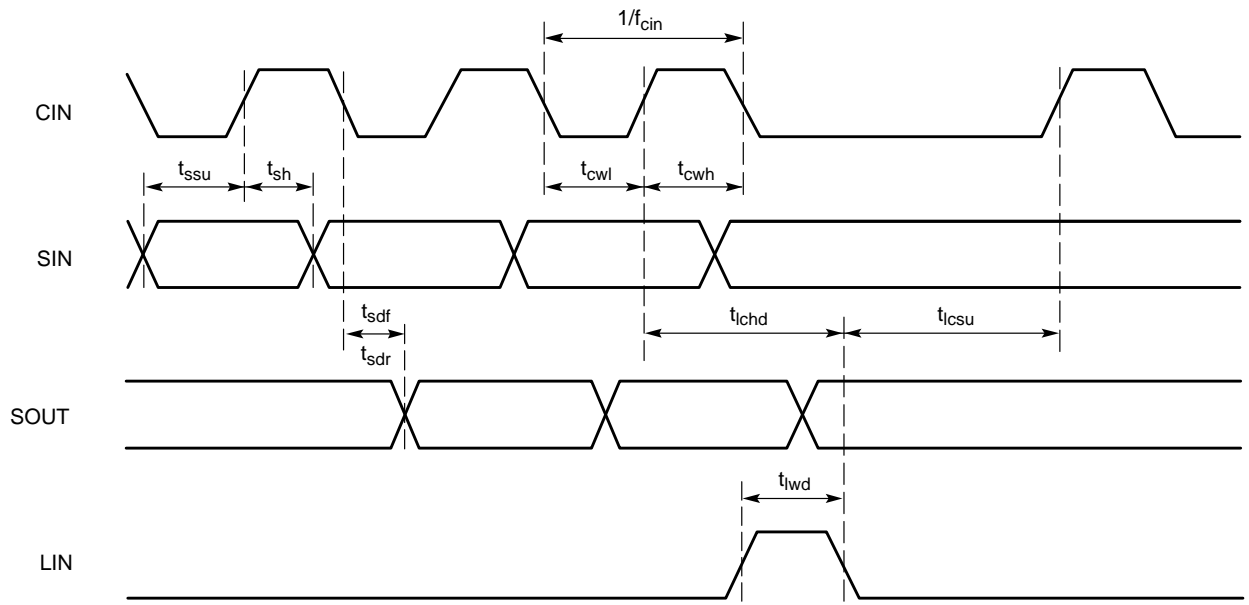 1/fcin
CIN
tssu
tsh
tcwl
tcwh
SIN
tsdf
tsdr
tlchd
tlcsu
SOUT
tlwd
LIN